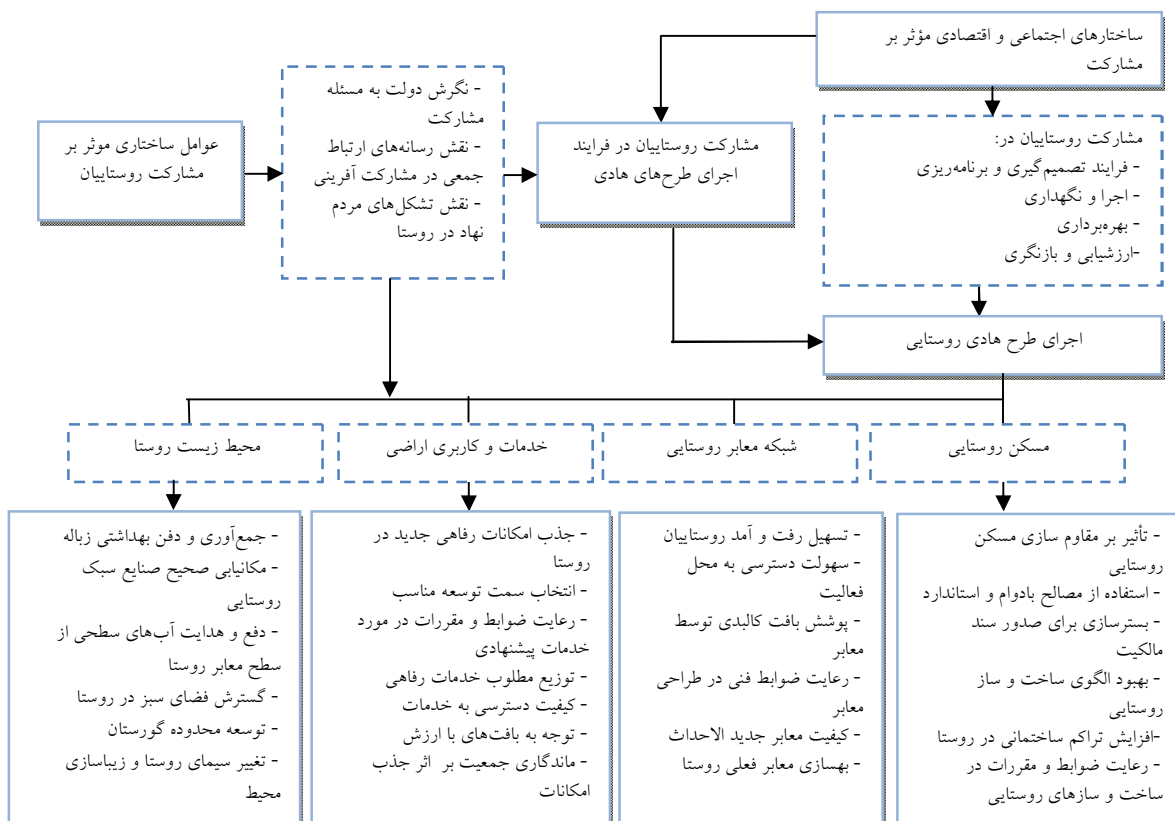 ساختارهای اجتماعی و اقتصادی مؤثر بر
مشارکت
مشارکت روستاییان در:
- فرایند تصمیم‌گیری و برنامه‌ریزی
- اجرا و نگهداری
- بهره‌برداری
-ارزشیابی و بازنگری
مشارکت روستاییان در فرایند
اجرای طرح‌های هادی
- نگرش دولت به مسئله
مشارکت
- نقش رسانه‌های ارتباط
جمعی در مشارکت آفرینی
- نقش تشکل‌های مردم
نهاد در روستا
عوامل ساختاری موثر بر
مشارکت روستاییان
اجرای طرح هادی روستایی
مسکن روستایی
شبکه معابر روستایی
خدمات و کاربری اراضی
محیط زیست روستا
- تأثیر بر مقاوم سازی مسکن
روستایی
- استفاده از مصالح بادوام و استاندارد
- بسترسازی برای صدور سند
مالکیت
- بهبود الگوی ساخت و ساز
روستایی
-افزایش تراکم ساختمانی در روستا
- رعایت ضوابط و مقررات در
ساخت و سازهای روستایی
- تسهیل رفت و آمد روستاییان
- سهولت دسترسی به محل
فعالیت
- پوشش بافت کالبدی توسط
معابر
- رعایت ضوابط فنی در طراحی
معابر
- کیفیت معابر جدید الاحداث
- بهسازی معابر فعلی روستا
- جذب امکانات رفاهی جدید در
روستا
- انتخاب سمت توسعه مناسب
- رعایت ضوابط و مقررات در مورد
خدمات پیشنهادی
- توزیع مطلوب خدمات رفاهی
- کیفیت دسترسی به خدمات
- توجه به بافت‌های با ارزش
- ماندگاری جمعیت بر اثر جذب
امکانات
- جمع‌آوری و دفن بهداشتی زباله
- مکانیابی صحیح صنایع سبک
روستایی
- دفع و هدایت آب‌های سطحی از
سطح معابر روستا
- گسترش فضای سبز در روستا
- توسعه محدوده گورستان
- تغییر سیمای روستا و زیباسازی
محیط